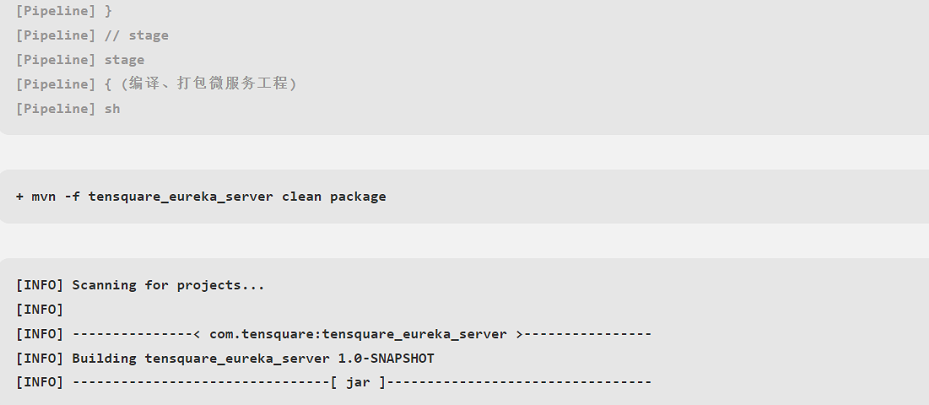 [Pipeline] }
[Pipeline] // stage
[Pipeline] stage
[Pipeline] { (编译、打包微服务工程)
[Pipeline] sh
+ mvn -f tensquare_eureka_server clean package
[INFO] Scanning for projects...
[INFO]
[INFO] ---------------< com.tensquare:tensquare_eureka_server >----------------
[INFO] Building tensquare_eureka_server 1.0-SNAPSHOT
[INFO] --------------------------------[ jar ]---------------------------------